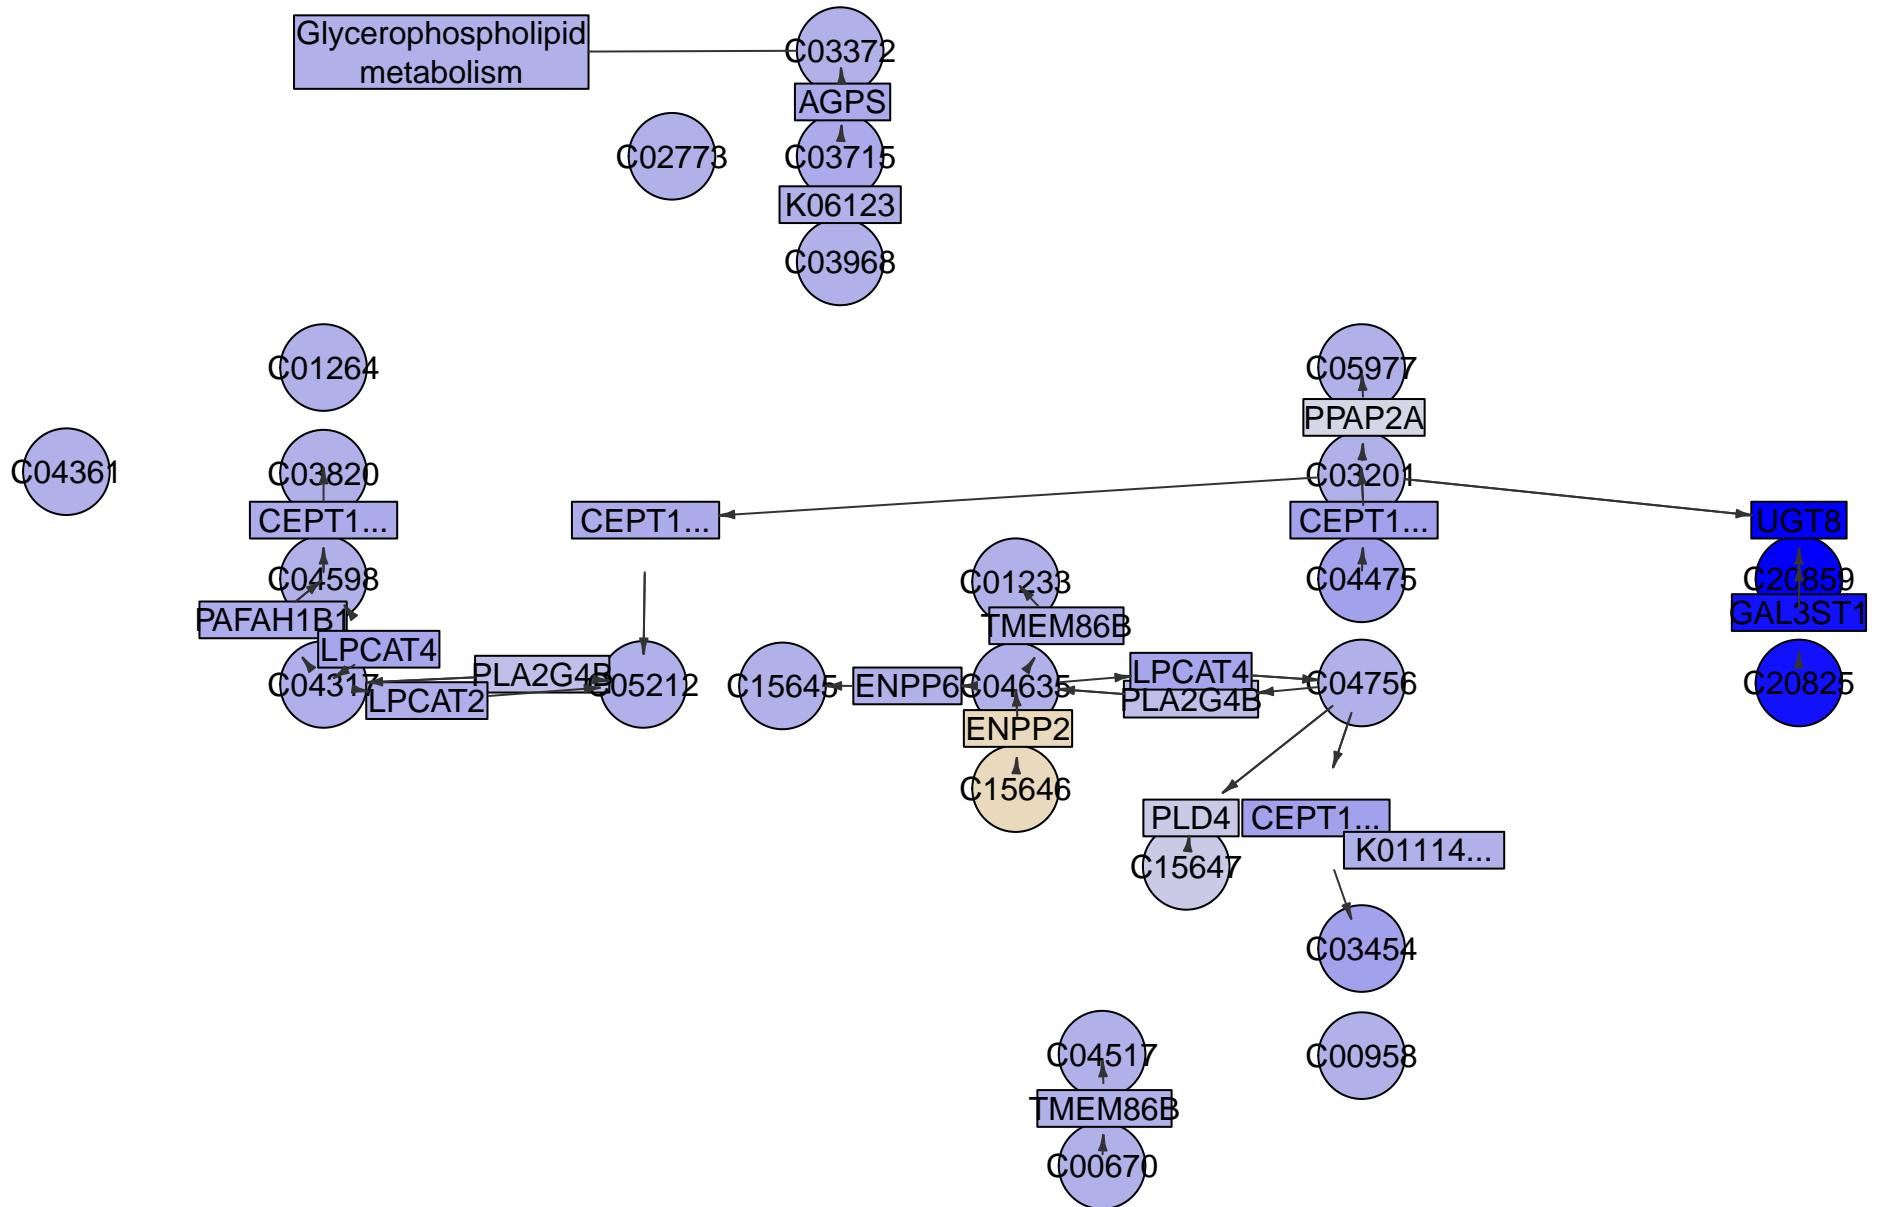 Glycerophospholipid
metabolism
C03372
AGPS
C02773
C03715
K06123
C03968
C01264
C05977
PPAP2A
C04361
C03820
C03201
CEPT1...
CEPT1...
CEPT1...
UGT8
C04598
C01233
C04475
C20859
PAFAH1B1
TMEM86B
GAL3ST1
LPCAT4
C04317
PLA2G4B
LPCAT2
C05212
C15645
ENPP6
C04635
LPCAT4
PLA2G4B
C04756
C20825
ENPP2
C15646
PLD4
CEPT1...
K01114...
C15647
C03454
C04517
C00958
TMEM86B
C00670